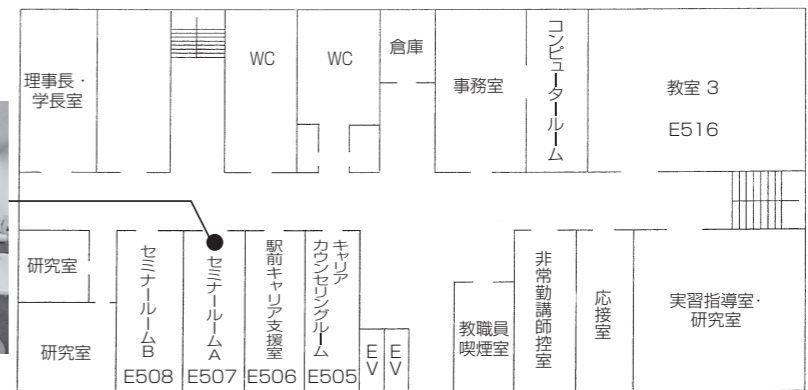 理事長・
学長室
WC
WC
倉庫
事務室
コンピュータールーム
教室 3
E516
研究室
研究室
セミナールームB
E508
セミナールームA
E507
駅前キャリア支援室
E506
キャリア
カウンセリングルーム
E505
EV
EV
教職員
喫煙室
非常勤講師控室
応接室
実習指導室・
研究室